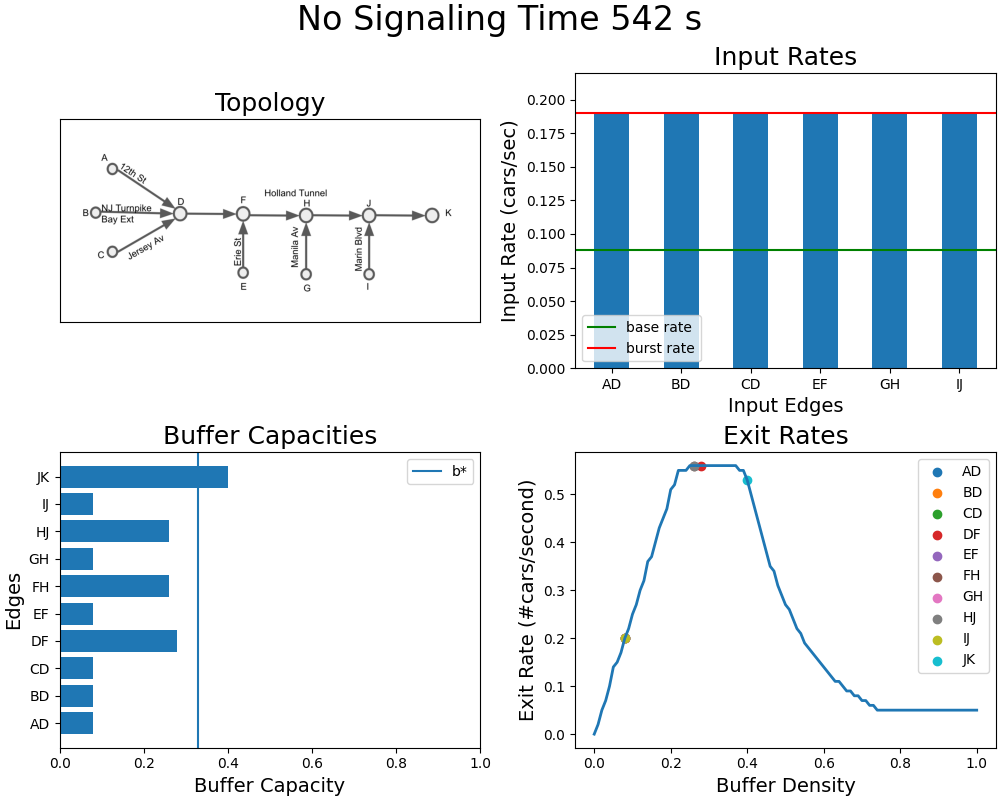 No Signaling Time 542 s
Topology
A
12th St
B
NJ Turnpike
Bay Ext
C
Jersey Av
D
F
Holland Tunnel
H
J
K
Erie St
Manila Av
Marin Blvd
E
G
I
Input Rates
Input Rate (cars/sec)
0.200
0.175
0.150
0.125
0.100
0.075
0.050
0.025
0.000
base rate
burst rate
AD BD CD EF GH IJ
Input Edges
Buffer Capacities
Edges
JK
IJ
HJ
GH
FH
EF
DF
CD
BD
AD
b*
0.0 0.2 0.4 0.6 0.8 1.0
Buffer Capacity
Exit Rates
Exit Rate (#cars/second)
0.5
0.4
0.3
0.2
0.1
0.0
AD
BD
CD
DF
EF
FH
GH
HJ
IJ
JK
0.0 0.2 0.4 0.6 0.8 1.0
Buffer Density